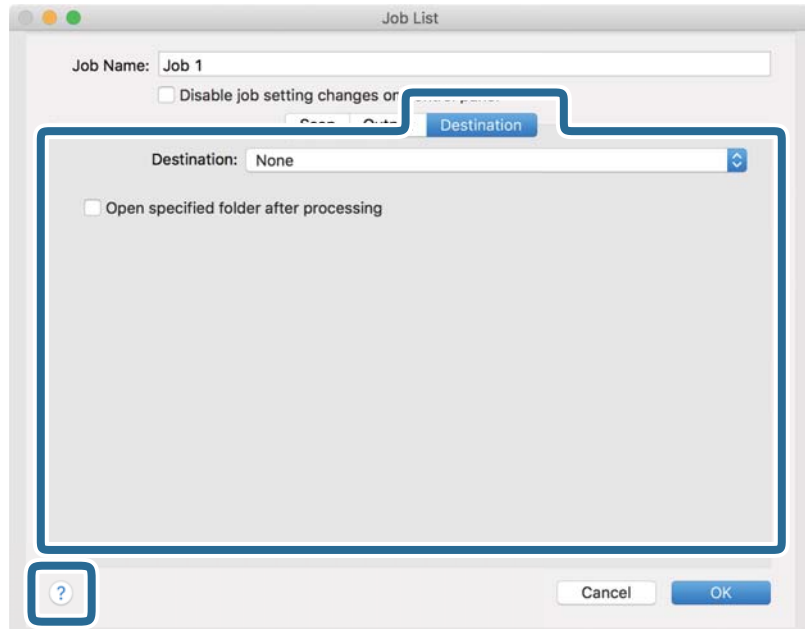 Job List
Job Name: Job 1
Disable job setting changes on
Destination
Destination: None
Open specified folder after processing
? Cancel OK